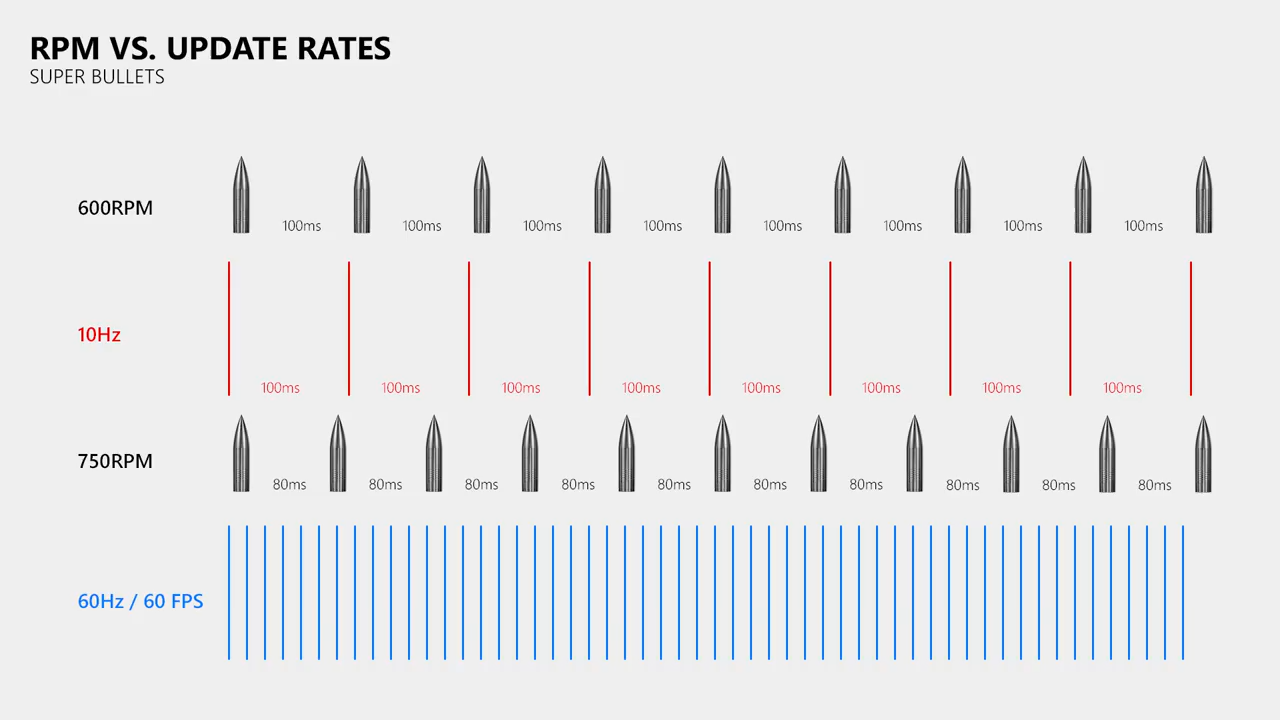 RPM VS. UPDATE RATES
SUPER BULLETS
600RPM
100ms 100ms 100ms 100ms 100ms 100ms 100ms 100ms
10Hz
100ms 100ms 100ms 100ms 100ms 100ms 100ms 100ms
750RPM
80ms 80ms 80ms 80ms 80ms 80ms 80ms 80ms 80ms 80ms
60Hz / 60 FPS